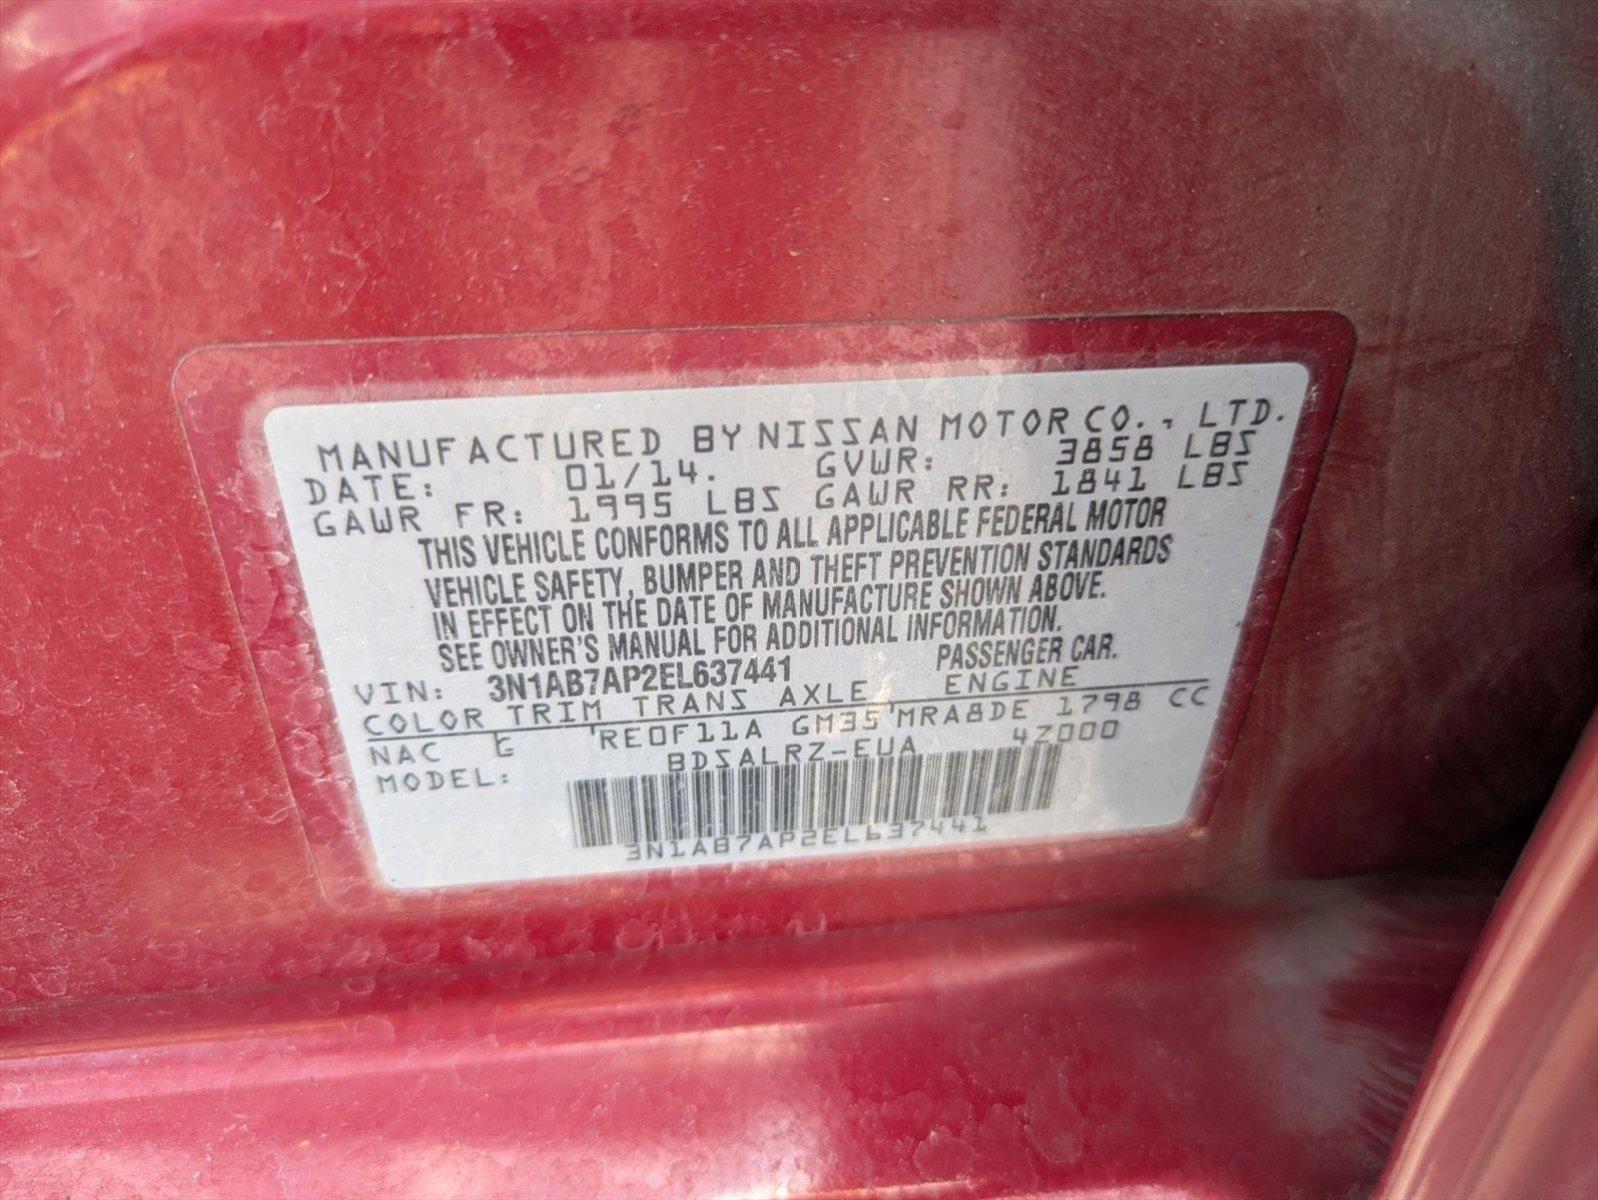 MANUFACTURED BY NISSAN MOTOR CO., LTD.
DATE: 01/14. GVWR: 3858 LBS
GAWR FR: 1995 LBS GAWR RR: 1841 LBS
THIS VEHICLE CONFORMS TO ALL APPLICABLE FEDERAL MOTOR
VEHICLE SAFETY, BUMPER AND THEFT PREVENTION STANDARDS
IN EFFECT ON THE DATE OF MANUFACTURE SHOWN ABOVE.
SEE OWNER'S MANUAL FOR ADDITIONAL INFORMATION.
VIN: 3N1AB7AP2EL637441 PASSENGER CAR.
COLOR TRIM TRANS AXLE ENGINE
NAC G RE0F11A GM35 MRA8DE 1798 CC
MODEL: BDSALRZ-EUA 4Z000
3N1AB7AP2EL637441